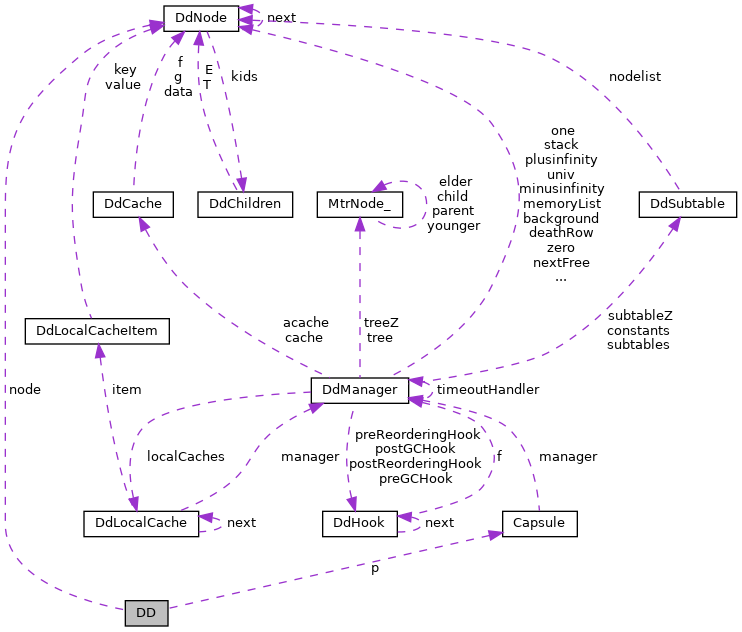 DdNode
next
key
value
f
g
data
E
T
kids
nodelist
one
stack
plusinfinity
univ
minusinfinity
memoryList
background
deathRow
zero
nextFree
...
DdCache
DdChildren
MtrNode_
elder
child
parent
younger
DdSubtable
DdLocalCacheItem
acache
cache
treeZ
tree
subtableZ
constants
subtables
node
item
DdManager
timeoutHandler
localCaches
manager
preReorderingHook
postGCHook
postReorderingHook
preGCHook
f
manager
DdLocalCache
next
DdHook
next
Capsule
p
DD